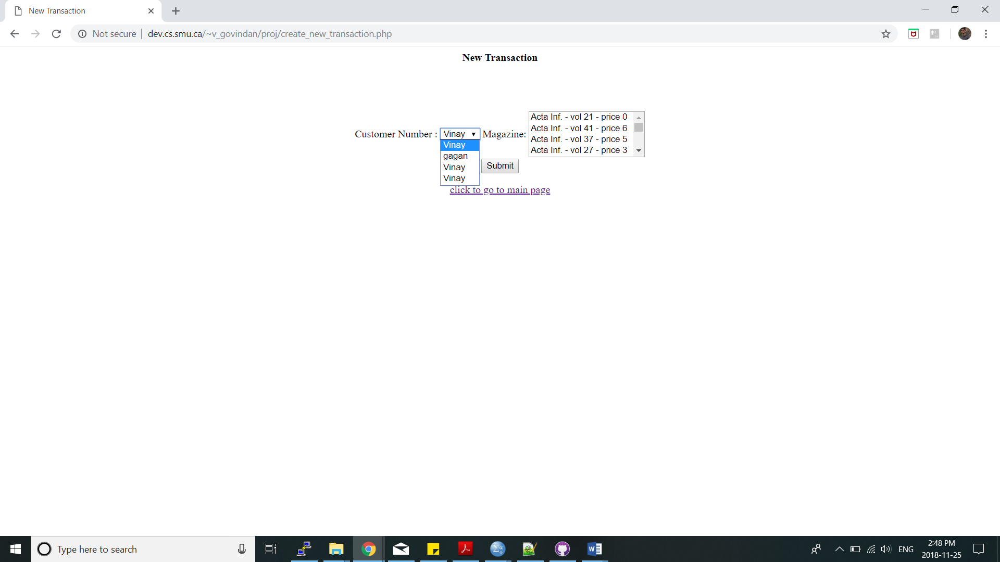 New Transaction
Not secure | dev.cs.smu.ca/~v_govindan/proj/create_new_transaction.php
New Transaction
Customer Number : Vinay Magazine:
Acta Inf. - vol 21 - price 0
Acta Inf. - vol 41 - price 6
Acta Inf. - vol 37 - price 5
Acta Inf. - vol 27 - price 3
Vinay
gagan
Vinay
Vinay
Submit
click to go to main page
Type here to search
ENG
2:48 PM
2018-11-25